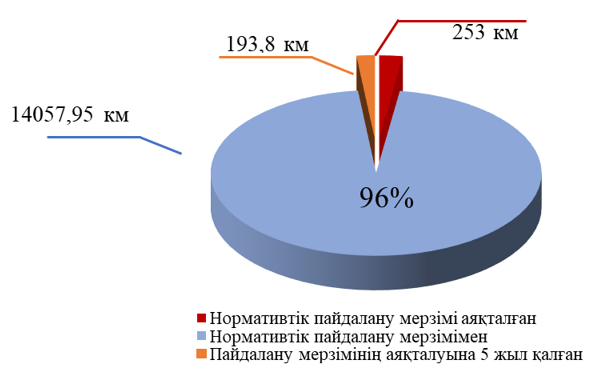 253 км
193,8 км
14057,95 км
96%
Нормативтік пайдалану мерзімі аяқталған
Нормативтік пайдалану мерзімімен
Пайдалану мерзімінің аяқталуына 5 жыл қалған